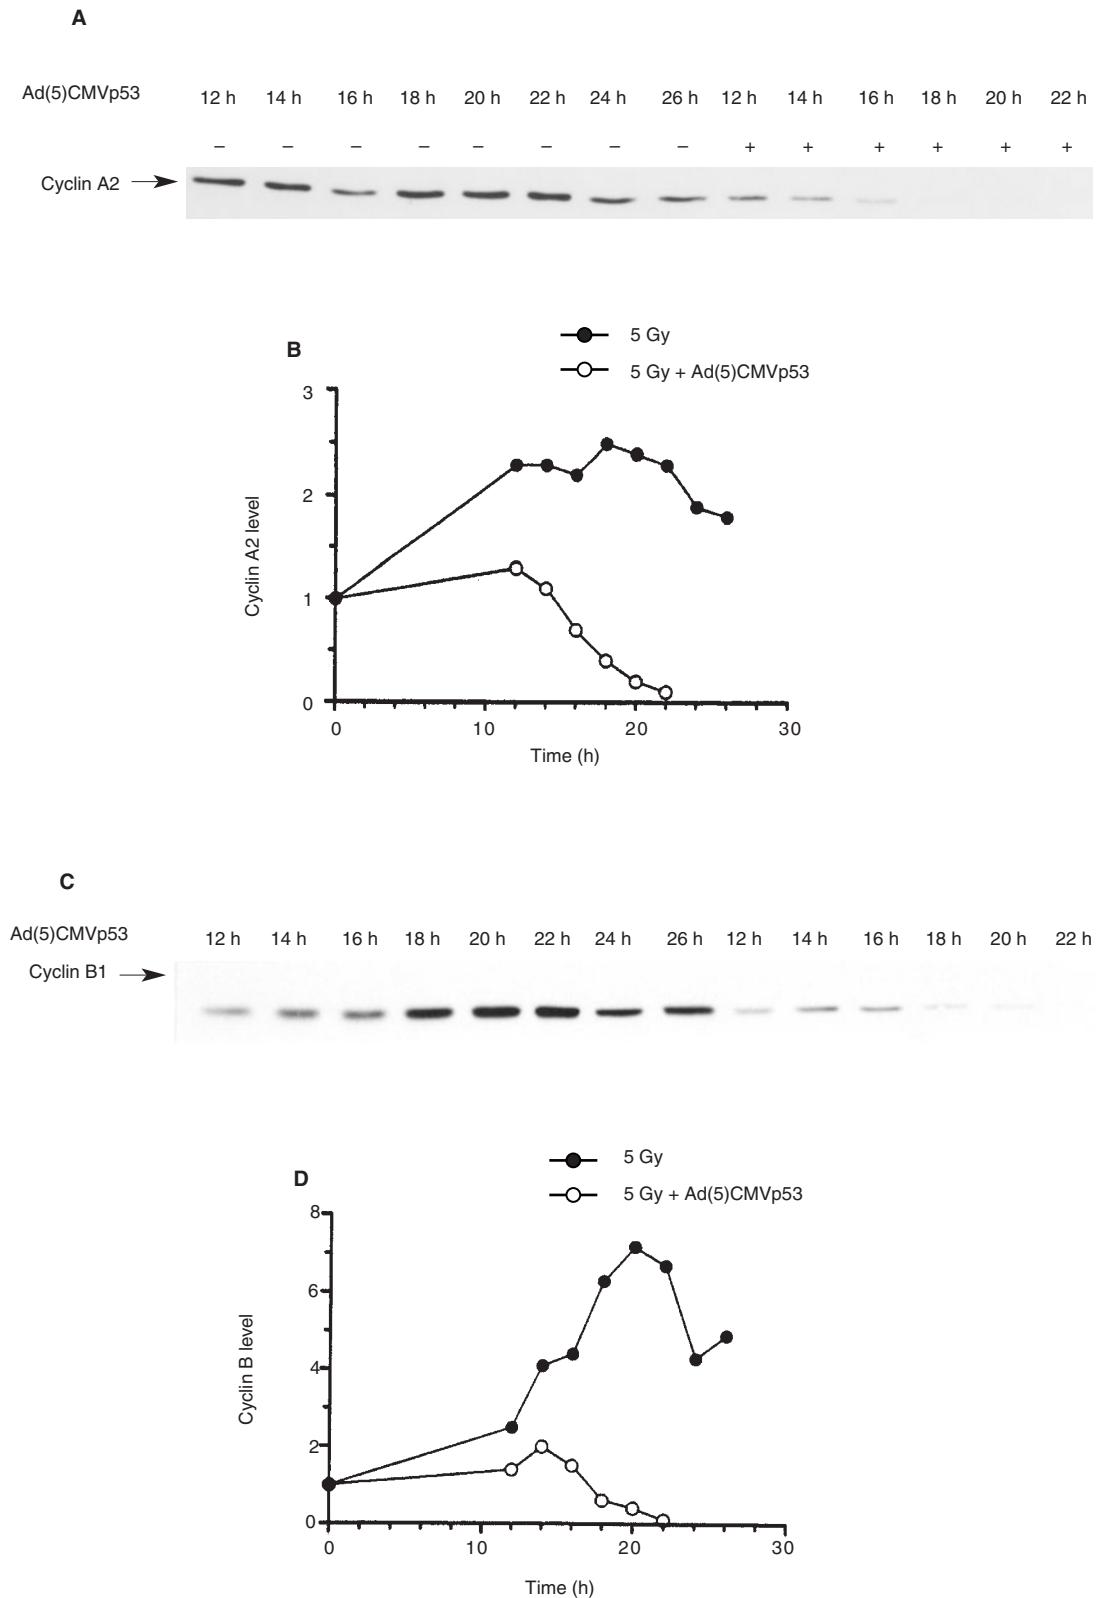 A
Ad(5)CMVp53 12 h 14 h 16 h 18 h 20 h 22 h 24 h 26 h 12 h 14 h 16 h 18 h 20 h 22 h
– – – – – – – – + + + + + +
Cyclin A2
B
5 Gy
5 Gy + Ad(5)CMVp53
3
2
1
0
Cyclin A2 level
0 10 20 30
Time (h)
C
Ad(5)CMVp53 12 h 14 h 16 h 18 h 20 h 22 h 24 h 26 h 12 h 14 h 16 h 18 h 20 h 22 h
Cyclin B1
D
5 Gy
5 Gy + Ad(5)CMVp53
8
6
4
2
0
Cyclin B level
0 10 20 30
Time (h)